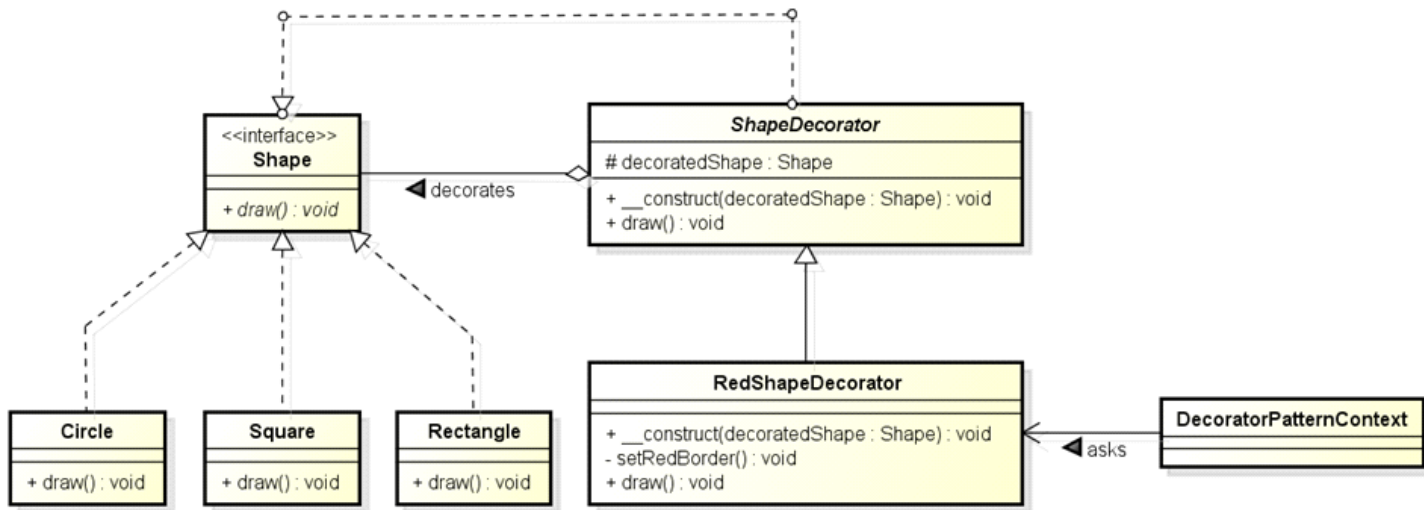 <<interface>>
Shape
+ draw() : void
decorates
ShapeDecorator
# decoratedShape : Shape
+ __construct(decoratedShape : Shape) : void
+ draw() : void
Circle
+ draw() : void
Square
+ draw() : void
Rectangle
+ draw() : void
RedShapeDecorator
+ __construct(decoratedShape : Shape) : void
- setRedBorder() : void
+ draw() : void
asks
DecoratorPatternContext